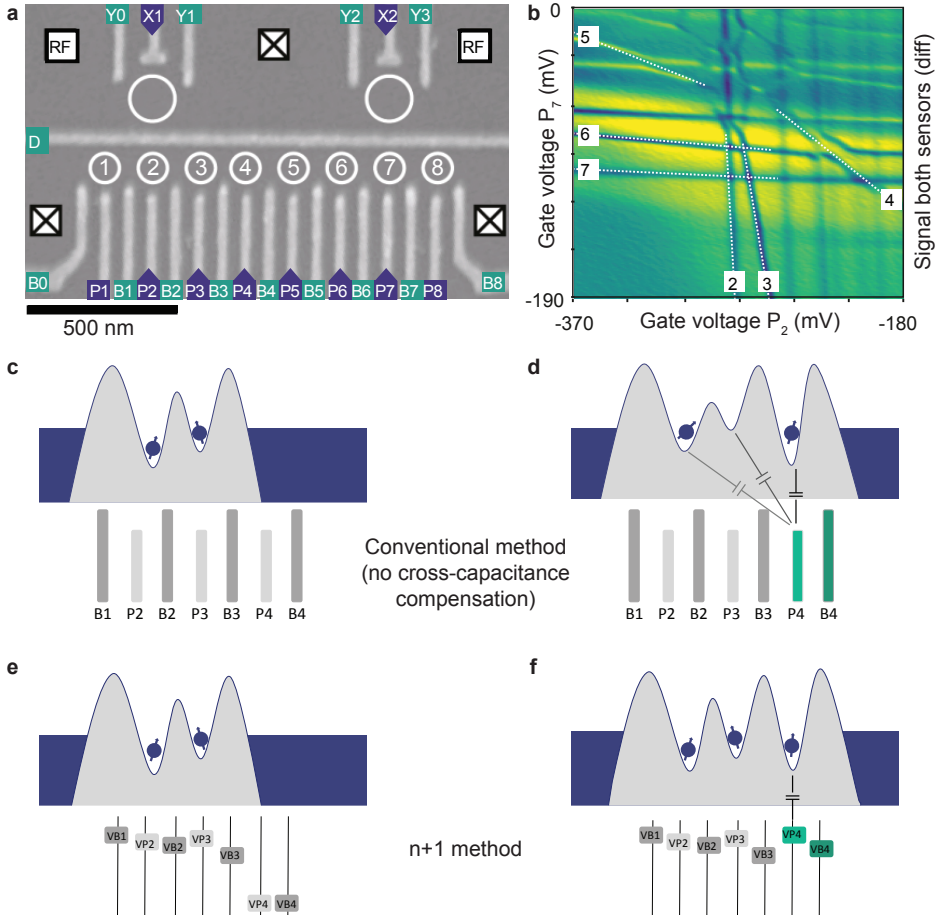 a
Y0
X1
Y1
Y2
X2
Y3
RF
RF
D
1
2
3
4
5
6
7
8
B0
P1
B1
P2
B2
P3
B3
P4
B4
P5
B5
P6
B6
P7
B7
P8
B8
500 nm
b
0
5
6
7
4
2
3
-190
-370
-180
Gate voltage P7 (mV)
Gate voltage P2 (mV)
Signal both sensors (diff)
c
B1
P2
B2
P3
B3
P4
B4
Conventional method
(no cross-capacitance
compensation)
d
B1
P2
B2
P3
B3
P4
B4
e
VB1
VP2
VB2
VP3
VB3
VP4
VB4
n+1 method
f
VB1
VP2
VB2
VP3
VB3
VP4
VB4